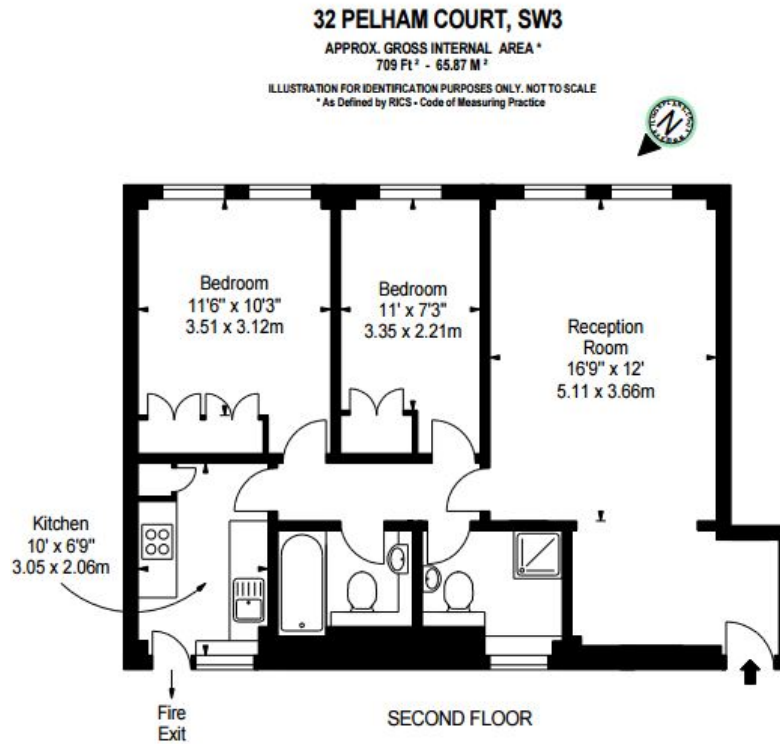 32 PELHAM COURT, SW3
APPROX. GROSS INTERNAL AREA *
709 Ft² - 65.87 M²
ILLUSTRATION FOR IDENTIFICATION PURPOSES ONLY. NOT TO SCALE
* As Defined by RICS - Code of Measuring Practice
N
Bedroom
11'6" x 10'3"
3.51 x 3.12m
Bedroom
11' x 7'3"
3.35 x 2.21m
Reception
Room
16'9" x 12'
5.11 x 3.66m
Kitchen
10' x 6'9"
3.05 x 2.06m
Fire
Exit
SECOND FLOOR